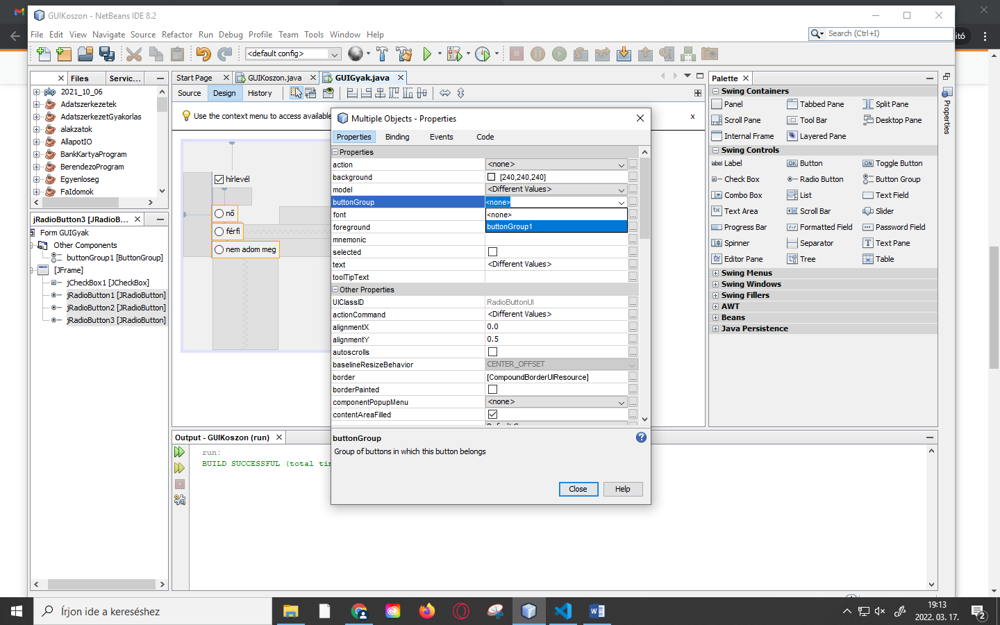 GUIKoszon - NetBeans IDE 8.2
File Edit View Navigate Source Refactor Run Debug Profile Team Tools Window Help
Search (Ctrl+I)
<default config>
Files Servic...
2021_10_06
Adatszerkezetek
AdatszerkezetGyakorlas
alakzatok
AllapotIO
BankKartyaProgram
BerendezoProgram
Egyenloseg
FaIdomok
jRadioButton3 [JRadioB...
Form GUIGyak
Other Components
buttonGroup1 [ButtonGroup]
[JFrame]
jCheckBox1 [JCheckBox]
jRadioButton1 [JRadioButton]
jRadioButton2 [JRadioButton]
jRadioButton3 [JRadioButton]
Start Page GUIKoszon.java GUIGyak.java
Source Design History
Use the context menu to access available
x
hírlevél
nő
férfi
nem adom meg
Multiple Objects - Properties
Properties Binding Events Code
Properties
action <none>
background [240,240,240]
model <Different Values>
buttonGroup <none>
font <none>
foreground buttonGroup1
mnemonic
selected
text <Different Values>
toolTipText
Other Properties
UIClassID RadioButtonUI
actionCommand <Different Values>
alignmentX 0.0
alignmentY 0.5
autoscrolls
baselineResizeBehavior CENTER_OFFSET
border [CompoundBorderUIResource]
borderPainted
componentPopupMenu <none>
contentAreaFilled
buttonGroup
Group of buttons in which this button belongs
Close Help
Palette
Swing Containers
Panel Tabbed Pane Split Pane
Scroll Pane Tool Bar Desktop Pane
Internal Frame Layered Pane
Swing Controls
Label Button Toggle Button
Check Box Radio Button Button Group
Combo Box List Text Field
Text Area Scroll Bar Slider
Progress Bar Formatted Field Password Field
Spinner Separator Text Pane
Editor Pane Tree Table
Swing Menus
Swing Windows
Swing Fillers
AWT
Beans
Java Persistence
Properties
Output - GUIKoszon (run)
run:
BUILD SUCCESSFUL (total
Írjon ide a kereséshez
19:13
2022. 03. 17.
2